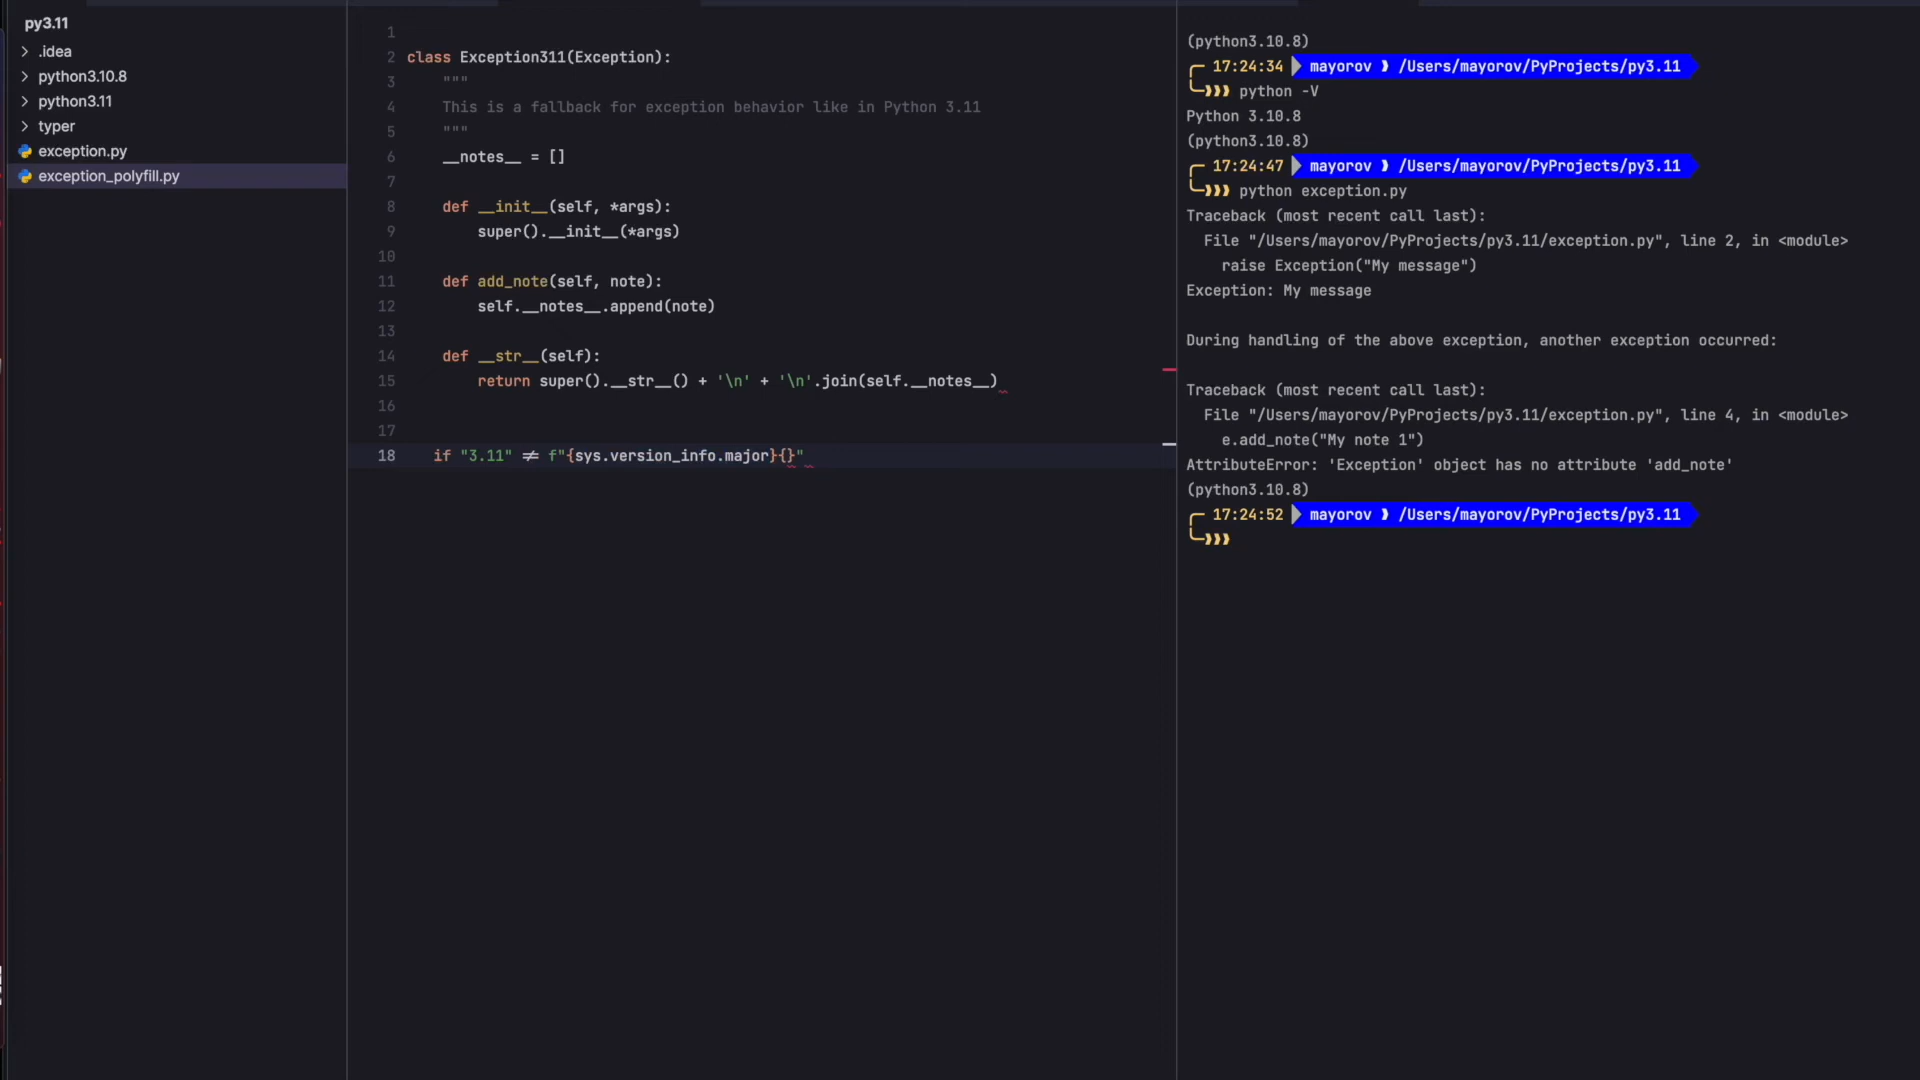 py3.11
.idea
python3.10.8
python3.11
typer
exception.py
exception_polyfill.py
1
2 class Exception311(Exception):
3 """
4 This is a fallback for exception behavior like in Python 3.11
5 """
6 __notes__ = []
7
8 def __init__(self, *args):
9 super().__init__(*args)
10
11 def add_note(self, note):
12 self.__notes__.append(note)
13
14 def __str__(self):
15 return super().__str__() + '\n' + '\n'.join(self.__notes__)
16
17
18 if "3.11" ≠ f"{sys.version_info.major}{}"
(python3.10.8)
17:24:34 mayorov ❱ /Users/mayorov/PyProjects/py3.11
❱❱❱ python -V
Python 3.10.8
(python3.10.8)
17:24:47 mayorov ❱ /Users/mayorov/PyProjects/py3.11
❱❱❱ python exception.py
Traceback (most recent call last):
File "/Users/mayorov/PyProjects/py3.11/exception.py", line 2, in <module>
raise Exception("My message")
Exception: My message
During handling of the above exception, another exception occurred:
Traceback (most recent call last):
File "/Users/mayorov/PyProjects/py3.11/exception.py", line 4, in <module>
e.add_note("My note 1")
AttributeError: 'Exception' object has no attribute 'add_note'
(python3.10.8)
17:24:52 mayorov ❱ /Users/mayorov/PyProjects/py3.11
❱❱❱